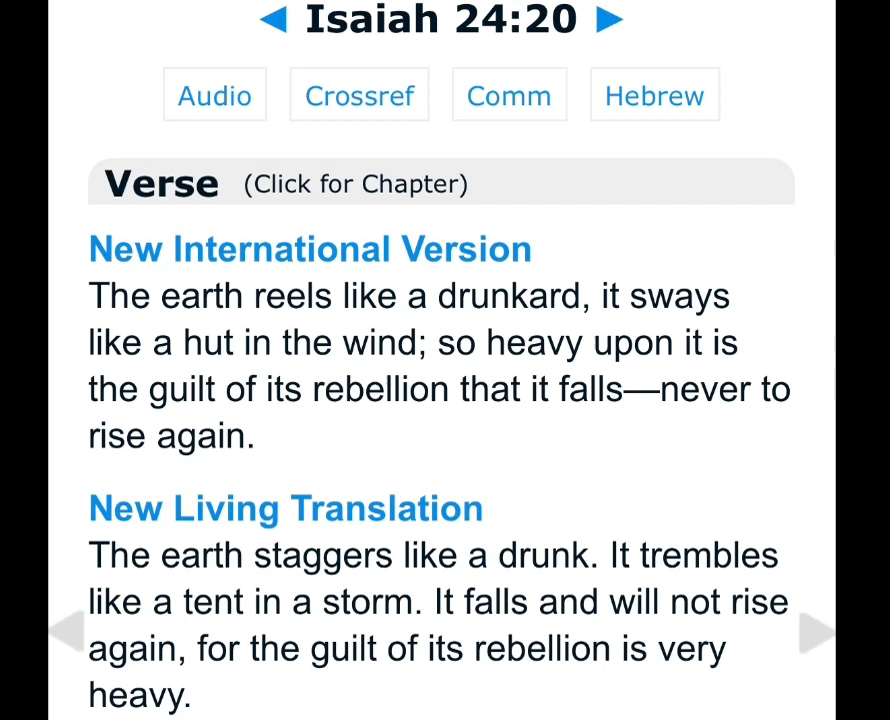 Isaiah 24:20
Audio Crossref Comm Hebrew
Verse (Click for Chapter)
New International Version
The earth reels like a drunkard, it sways
like a hut in the wind; so heavy upon it is
the guilt of its rebellion that it falls—never to
rise again.
New Living Translation
The earth staggers like a drunk. It trembles
like a tent in a storm. It falls and will not rise
again, for the guilt of its rebellion is very
heavy.